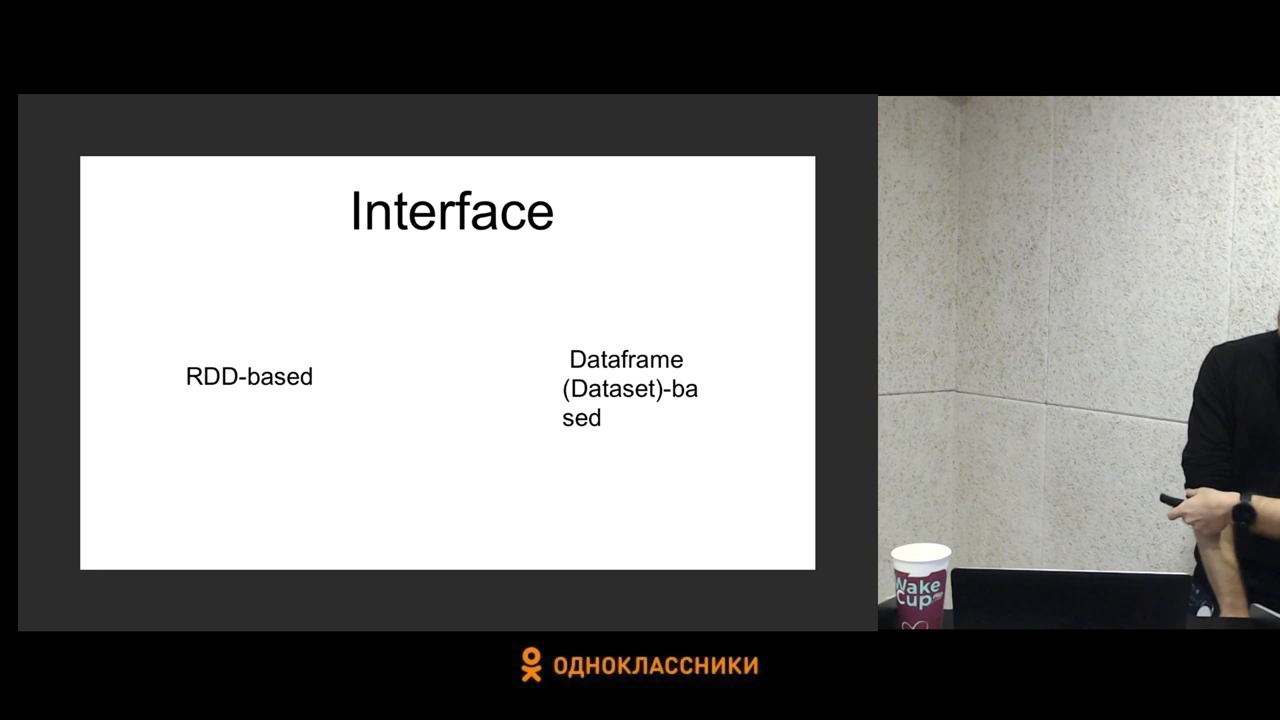 Interface
RDD-based
Dataframe
(Dataset)-ba
sed
Wake
Cup
ОДНОКЛАССНИКИ